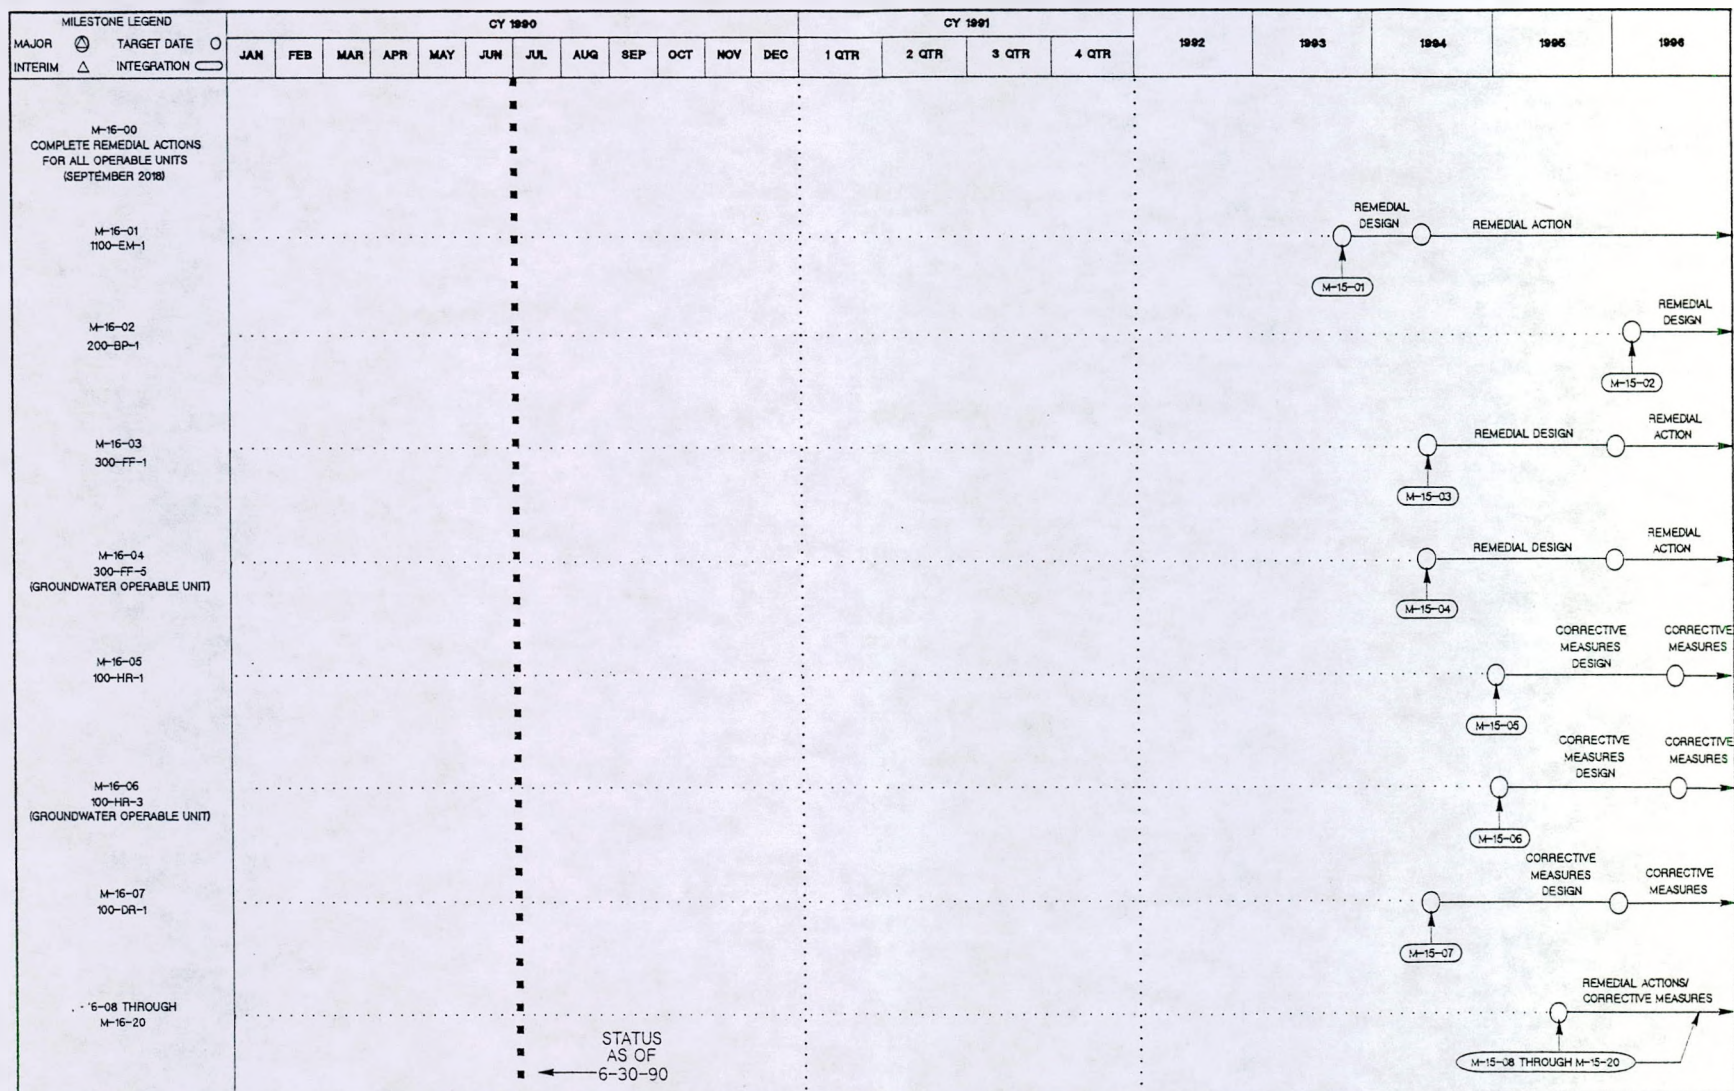 MILESTONE LEGEND
MAJOR TARGET DATE
INTERIM INTEGRATION
CY 1990
JAN FEB MAR APR MAY JUN JUL AUG SEP OCT NOV DEC
CY 1991
1 QTR 2 QTR 3 QTR 4 QTR
1992 1993 1994 1995 1996
M-16-00
COMPLETE REMEDIAL ACTIONS
FOR ALL OPERABLE UNITS
(SEPTEMBER 2018)
M-16-01
1100-EM-1
REMEDIAL
DESIGN
REMEDIAL ACTION
M-15-01
M-16-02
200-BP-1
REMEDIAL
DESIGN
M-15-02
M-16-03
300-FF-1
REMEDIAL DESIGN
REMEDIAL
ACTION
M-15-03
M-16-04
300-FF-5
(GROUNDWATER OPERABLE UNIT)
REMEDIAL DESIGN
REMEDIAL
ACTION
M-15-04
M-16-05
100-HR-1
CORRECTIVE
MEASURES
DESIGN
CORRECTIVE
MEASURES
M-15-05
M-16-06
100-HR-3
(GROUNDWATER OPERABLE UNIT)
CORRECTIVE
MEASURES
DESIGN
CORRECTIVE
MEASURES
M-15-06
M-16-07
100-DR-1
CORRECTIVE
MEASURES
DESIGN
CORRECTIVE
MEASURES
M-15-07
6-08 THROUGH
M-16-20
REMEDIAL ACTIONS/
CORRECTIVE MEASURES
M-15-08 THROUGH M-15-20
STATUS
AS OF
6-30-90